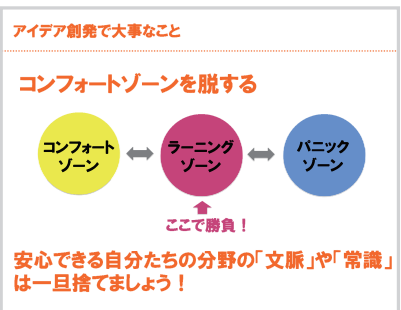 アイデア創発で大事なこと
コンフォートゾーンを脱する
コンフォート
ゾーン
ラーニング
ゾーン
パニック
ゾーン
ここで勝負！
安心できる自分たちの分野の「文脈」や「常識」
は一旦捨てましょう！